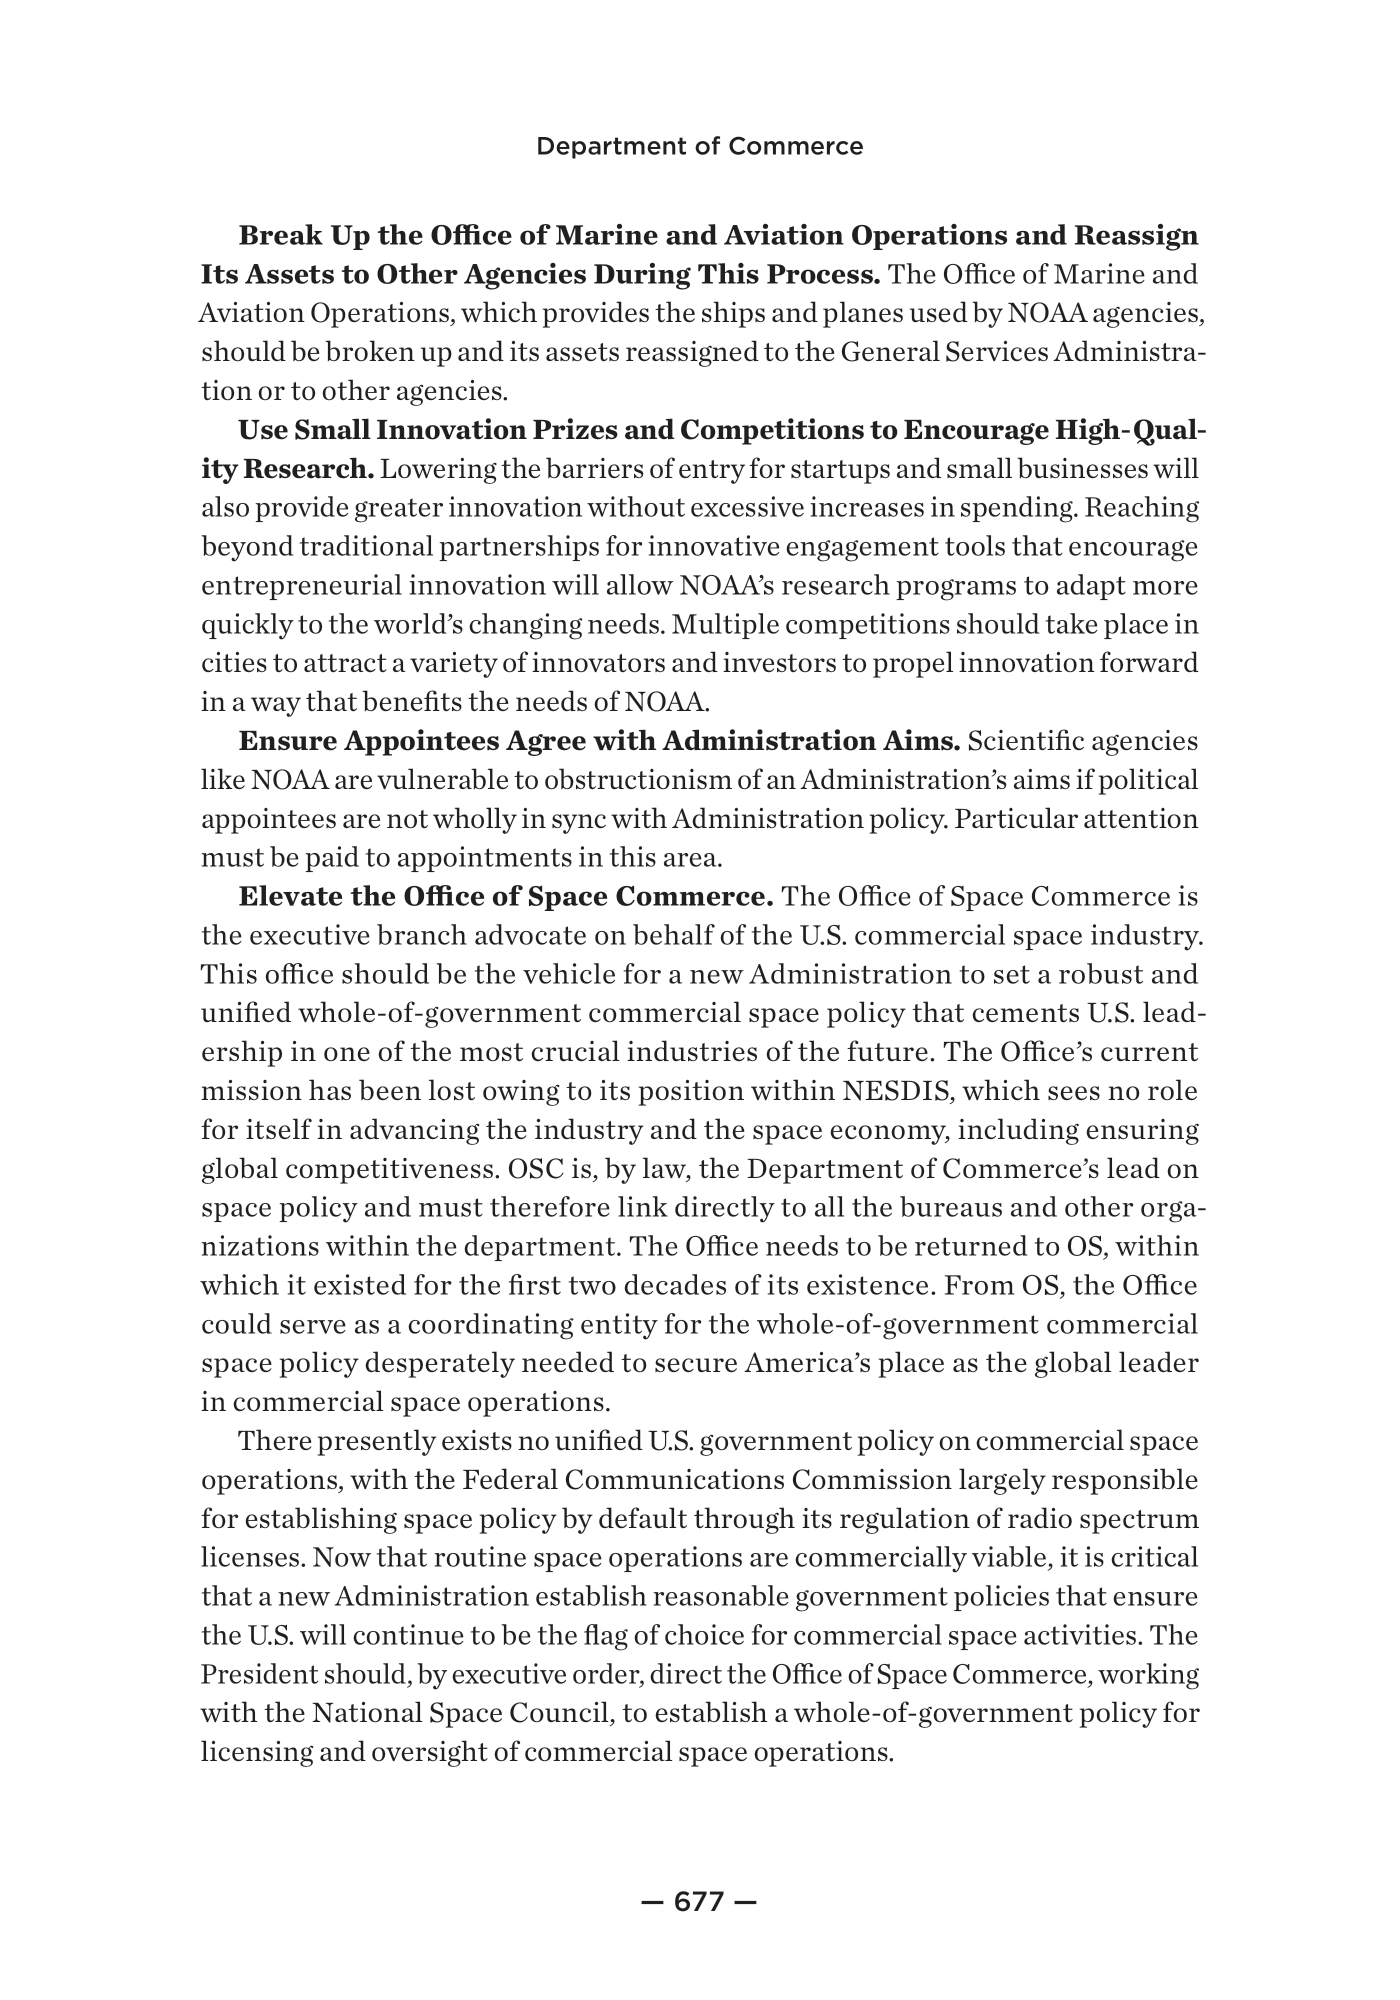 Department of Commerce
Break Up the Office of Marine and Aviation Operations and Reassign
Its Assets to Other Agencies During This Process. The Office of Marine and
Aviation Operations, which provides the ships and planes used by NOAA agencies,
should be broken up and its assets reassigned to the General Services Administra-
tion or to other agencies.
Use Small Innovation Prizes and Competitions to Encourage High-Qual-
ity Research. Lowering the barriers of entry for startups and small businesses will
also provide greater innovation without excessive increases in spending. Reaching
beyond traditional partnerships for innovative engagement tools that encourage
entrepreneurial innovation will allow NOAA’s research programs to adapt more
quickly to the world’s changing needs. Multiple competitions should take place in
cities to attract a variety of innovators and investors to propel innovation forward
in a way that benefits the needs of NOAA.
Ensure Appointees Agree with Administration Aims. Scientific agencies
like NOAA are vulnerable to obstructionism of an Administration’s aims if political
appointees are not wholly in sync with Administration policy. Particular attention
must be paid to appointments in this area.
Elevate the Office of Space Commerce. The Office of Space Commerce is
the executive branch advocate on behalf of the U.S. commercial space industry.
This office should be the vehicle for a new Administration to set a robust and
unified whole-of-government commercial space policy that cements U.S. lead-
ership in one of the most crucial industries of the future. The Office’s current
mission has been lost owing to its position within NESDIS, which sees no role
for itself in advancing the industry and the space economy, including ensuring
global competitiveness. OSC is, by law, the Department of Commerce’s lead on
space policy and must therefore link directly to all the bureaus and other orga-
nizations within the department. The Office needs to be returned to OS, within
which it existed for the first two decades of its existence. From OS, the Office
could serve as a coordinating entity for the whole-of-government commercial
space policy desperately needed to secure America’s place as the global leader
in commercial space operations.
There presently exists no unified U.S. government policy on commercial space
operations, with the Federal Communications Commission largely responsible
for establishing space policy by default through its regulation of radio spectrum
licenses. Now that routine space operations are commercially viable, it is critical
that a new Administration establish reasonable government policies that ensure
the U.S. will continue to be the flag of choice for commercial space activities. The
President should, by executive order, direct the Office of Space Commerce, working
with the National Space Council, to establish a whole-of-government policy for
licensing and oversight of commercial space operations.
— 677 —